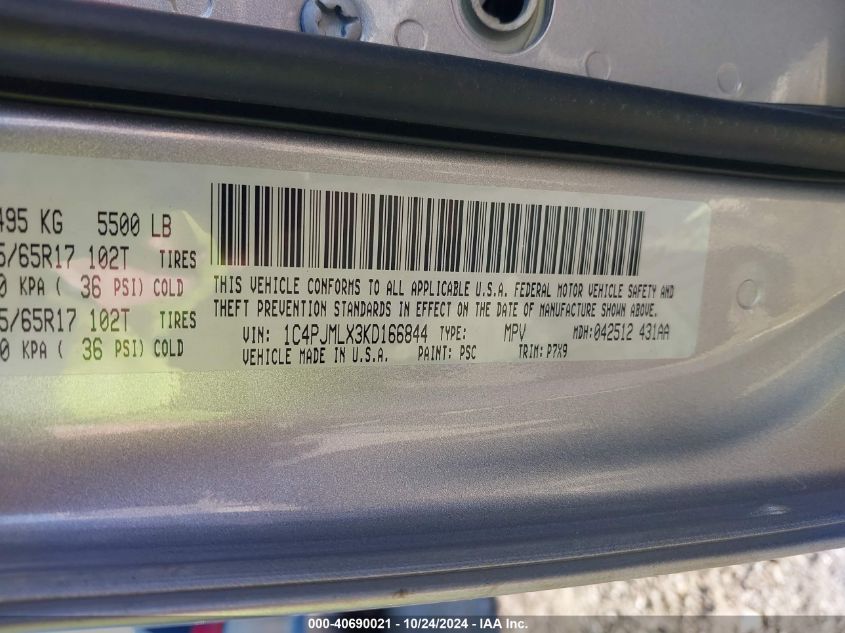 495 KG 5500 LB
5/65R17 102T TIRES
0 KPA ( 36 PSI) COLD
5/65R17 102T TIRES
0 KPA ( 36 PSI) COLD
THIS VEHICLE CONFORMS TO ALL APPLICABLE U.S.A. FEDERAL MOTOR VEHICLE SAFETY AND
THEFT PREVENTION STANDARDS IN EFFECT ON THE DATE OF MANUFACTURE SHOWN ABOVE.
VIN: 1C4PJMLX3KD166844 TYPE: MPV MDH:042512 431AA
VEHICLE MADE IN U.S.A. PAINT: PSC TRIM: P7X9
000-40690021 - 10/24/2024 - IAA Inc.